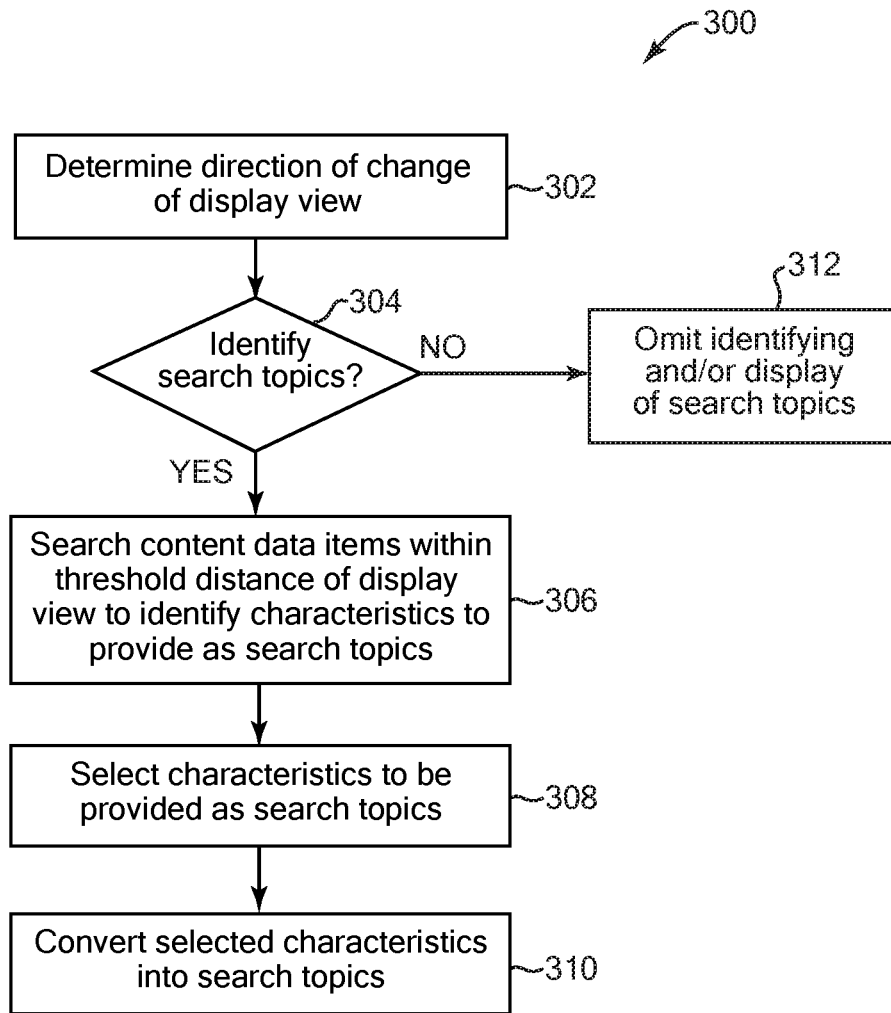 300
Determine direction of change
of display view
302
304
Identify
search topics?
NO
312
Omit identifying
and/or display
of search topics
YES
Search content data items within
threshold distance of display
view to identify characteristics to
provide as search topics
306
Select characteristics to be
provided as search topics
308
Convert selected characteristics
into search topics
310